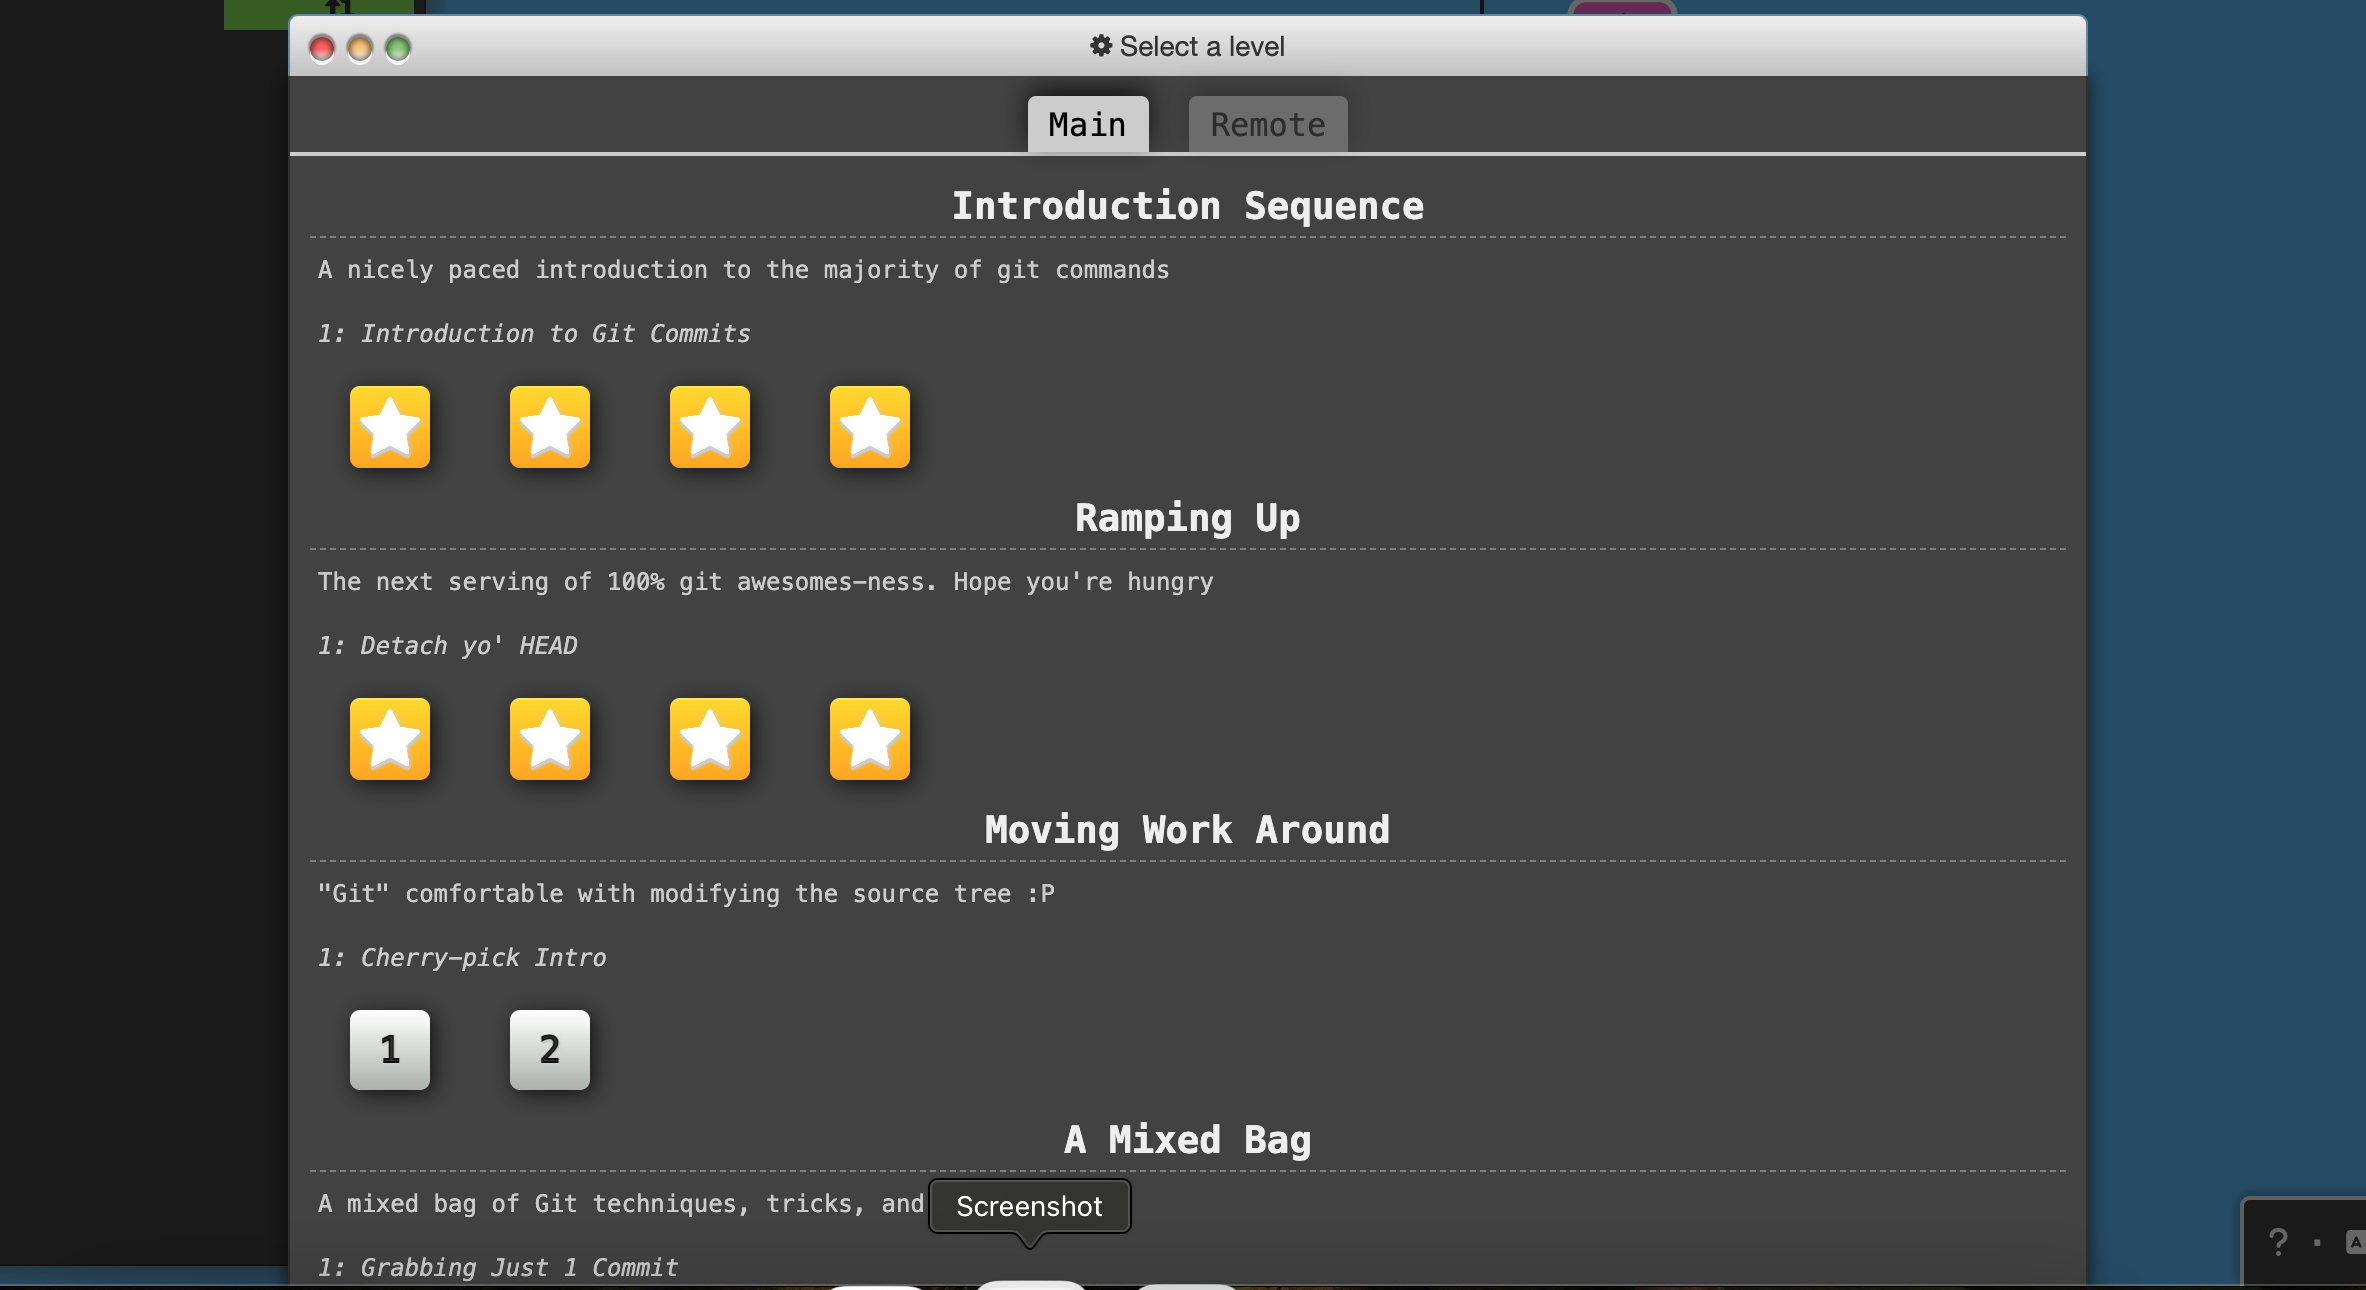 Select a level
Main
Remote
Introduction Sequence
A nicely paced introduction to the majority of git commands
1: Introduction to Git Commits
Ramping Up
The next serving of 100% git awesomes-ness. Hope you're hungry
1: Detach yo' HEAD
Moving Work Around
"Git" comfortable with modifying the source tree :P
1: Cherry-pick Intro
1
2
A Mixed Bag
A mixed bag of Git techniques, tricks, and
Screenshot
1: Grabbing Just 1 Commit
? · A